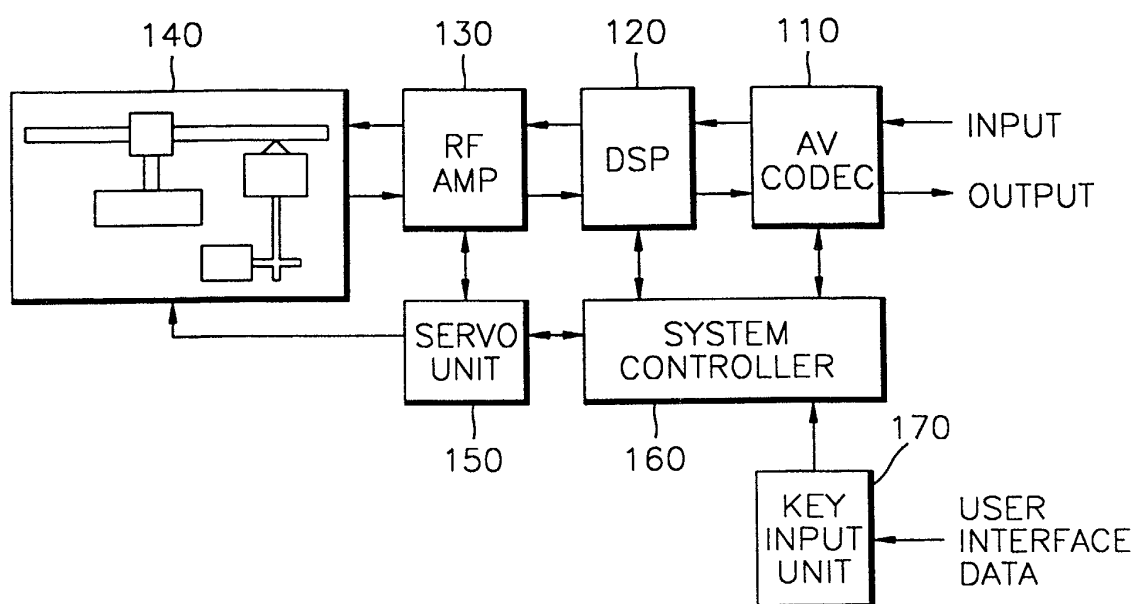 140
130
120
110
RF
AMP
DSP
AV
CODEC
INPUT
OUTPUT
SERVO
UNIT
SYSTEM
CONTROLLER
150
160
170
KEY
INPUT
UNIT
USER
INTERFACE
DATA